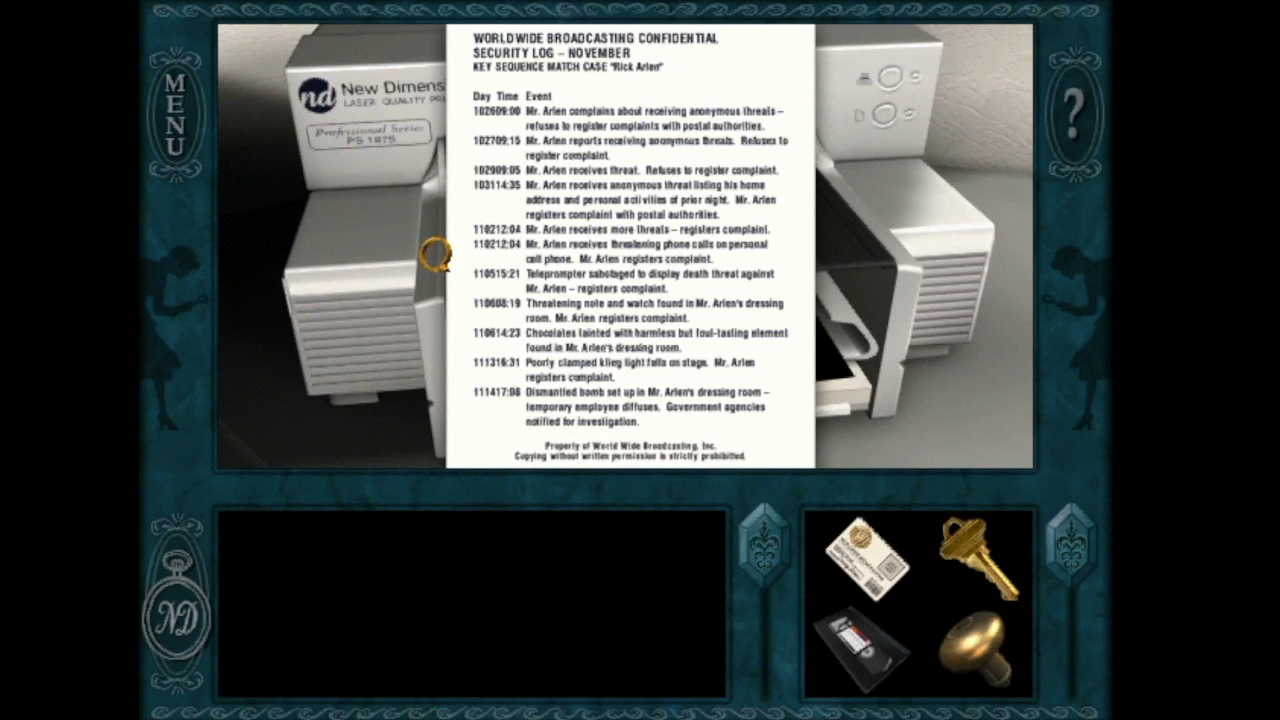 MENU
?
nd New Dimens
LASER QUALITY PRI
Professional Series
PS 1875
WORLDWIDE BROADCASTING CONFIDENTIAL
SECURITY LOG – NOVEMBER
KEY SEQUENCE MATCH CASE "Rick Arlen"
Day Time Event
102609:00 Mr. Arlen complains about receiving anonymous threats –
refuses to register complaints with postal authorities.
102709:15 Mr. Arlen reports receiving anonymous threats. Refuses to
register complaint.
102909:05 Mr. Arlen receives threat. Refuses to register complaint.
103114:35 Mr. Arlen receives anonymous threat listing his home
address and personal activities of prior night. Mr. Arlen
registers complaint with postal authorities.
110212:04 Mr. Arlen receives more threats – registers complaint.
110212:04 Mr. Arlen receives threatening phone calls on personal
cell phone. Mr. Arlen registers complaint.
110515:21 Teleprompter sabotaged to display death threat against
Mr. Arlen – registers complaint.
110608:19 Threatening note and watch found in Mr. Arlen's dressing
room. Mr. Arlen registers complaint.
110614:23 Chocolates tainted with harmless but foul-tasting element
found in Mr. Arlen's dressing room.
111316:31 Poorly clamped klieg light falls on stage. Mr. Arlen
registers complaint.
111417:08 Dismantled bomb set up in Mr. Arlen's dressing room –
temporary employee diffuses. Government agencies
notified for investigation.
Property of World Wide Broadcasting, Inc.
Copying without written permission is strictly prohibited.
ND